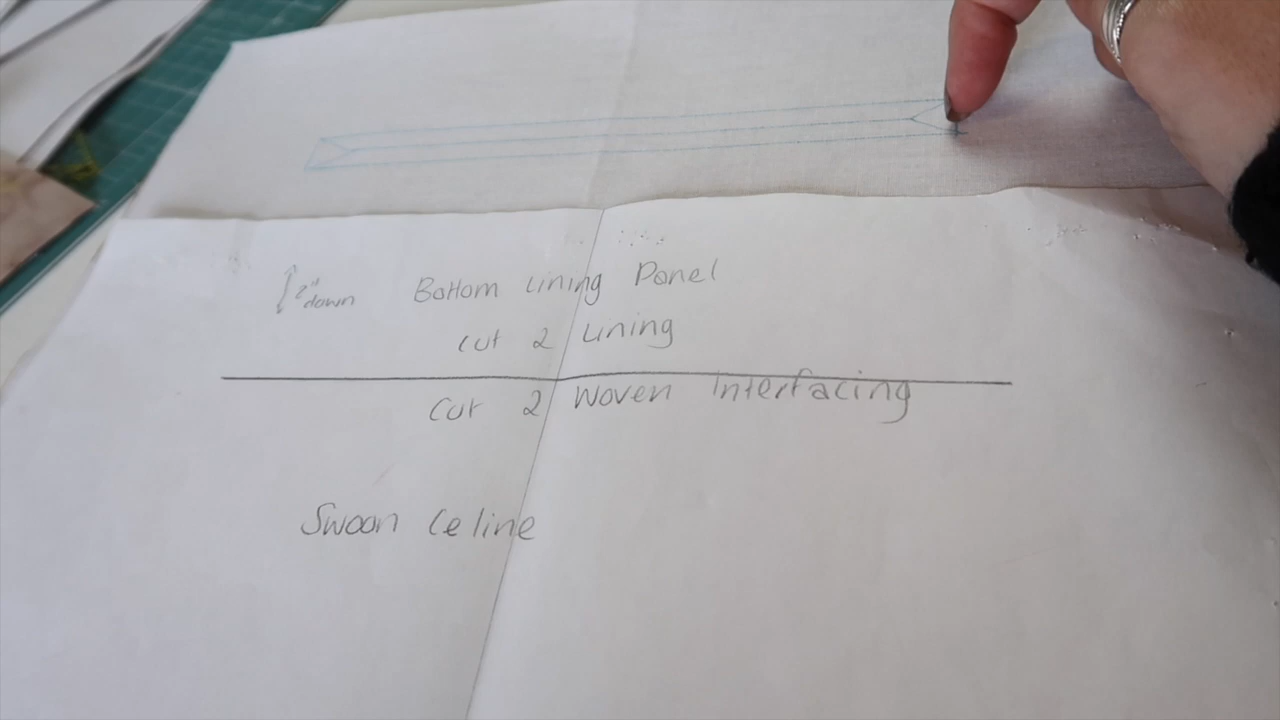 2" down
Bottom Lining Panel
Cut 2 Lining
Cut 2 Woven Interfacing
Swoon Celine